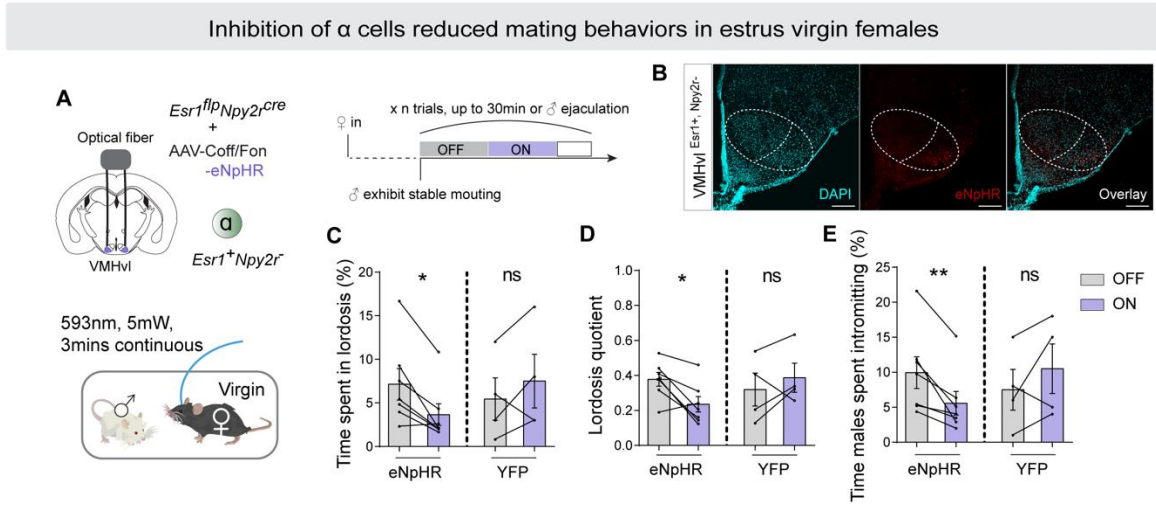 Inhibition of α cells reduced mating behaviors in estrus virgin females
A
Esr1flpNpy2rcre
+
AAV-Coff/Fon
-eNpHR
Optical fiber
VMHvl
α
Esr1+Npy2r-
593nm, 5mW,
3mins continuous
Virgin
♂
♀
♀ in
x n trials, up to 30min or ♂ ejaculation
OFF
ON
♂ exhibit stable mouting
B
VMHvl Esr1+, Npy2r-
DAPI
eNpHR
Overlay
C
Time spent in lordosis (%)
20
15
10
5
0
*
ns
eNpHR
YFP
D
Lordosis quotient
1.0
0.8
0.6
0.4
0.2
0.0
*
ns
eNpHR
YFP
E
Time males spent intromitting (%)
25
20
15
10
5
0
**
ns
eNpHR
YFP
OFF
ON